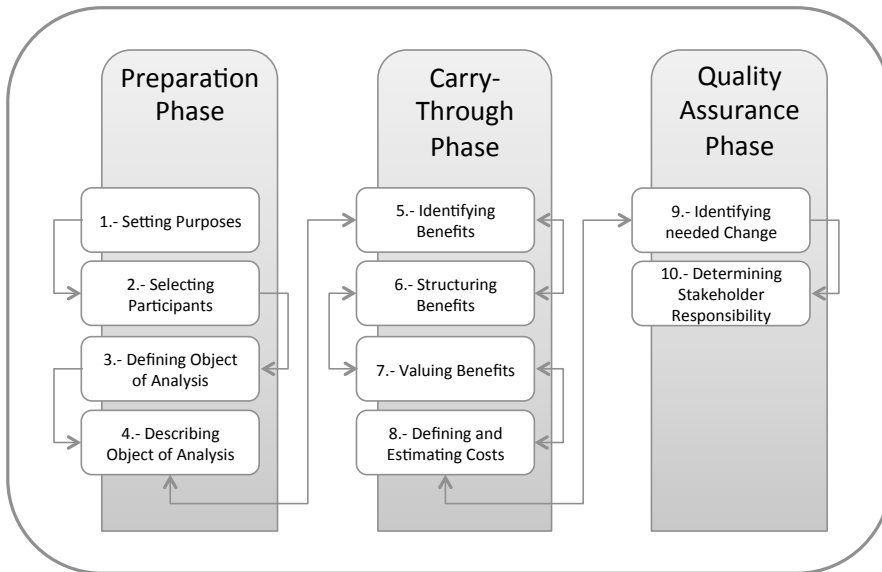 Preparation
Phase
1.- Setting Purposes
2.- Selecting
Participants
3.- Defining Object
of Analysis
4.- Describing
Object of Analysis
Carry-
Through
Phase
5.- Identifying
Benefits
6.- Structuring
Benefits
7.- Valuing Benefits
8.- Defining and
Estimating Costs
Quality
Assurance
Phase
9.- Identifying
needed Change
10.- Determining
Stakeholder
Responsibility